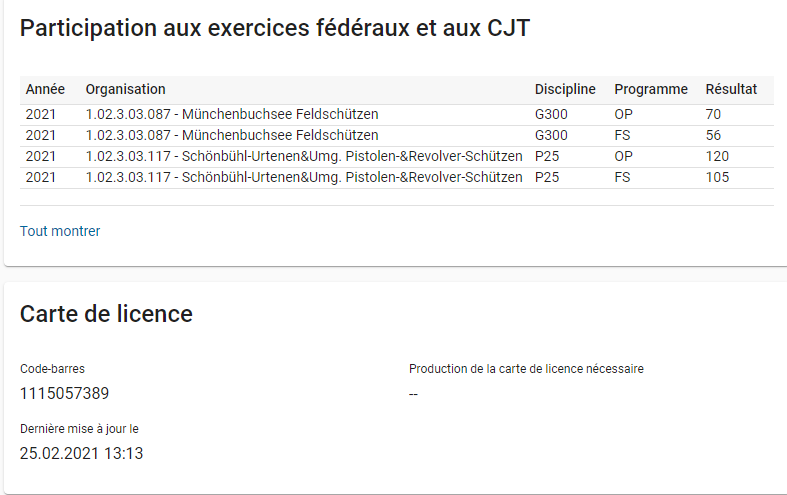 Participation aux exercices fédéraux et aux CJT
Année Organisation Discipline Programme Résultat
2021 1.02.3.03.087 - Münchenbuchsee Feldschützen G300 OP 70
2021 1.02.3.03.087 - Münchenbuchsee Feldschützen G300 FS 56
2021 1.02.3.03.117 - Schönbühl-Urtenen&Umg. Pistolen-&Revolver-Schützen P25 OP 120
2021 1.02.3.03.117 - Schönbühl-Urtenen&Umg. Pistolen-&Revolver-Schützen P25 FS 105
Tout montrer
Carte de licence
Code-barres Production de la carte de licence nécessaire
1115057389 --
Dernière mise à jour le
25.02.2021 13:13